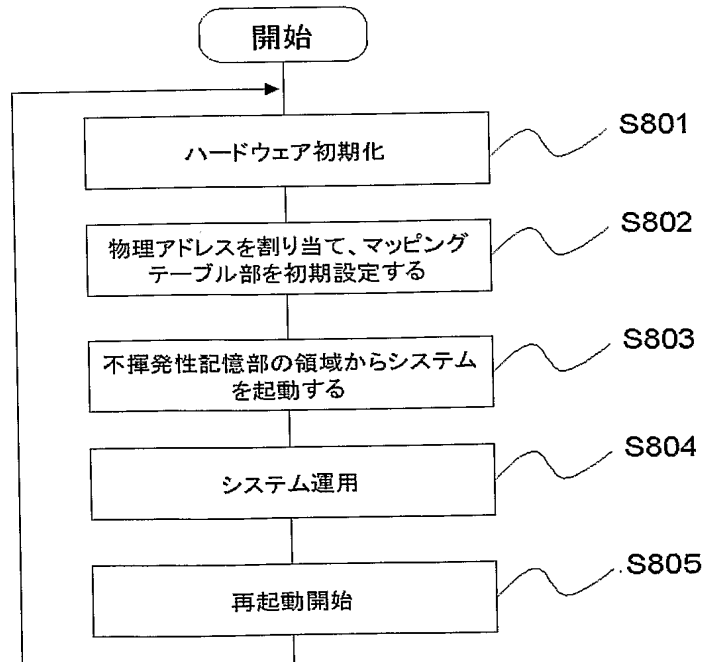 開始
ハードウェア初期化
S801
物理アドレスを割り当て、マッピング
テーブル部を初期設定する
S802
不揮発性記憶部の領域からシステム
を起動する
S803
システム運用
S804
再起動開始
S805